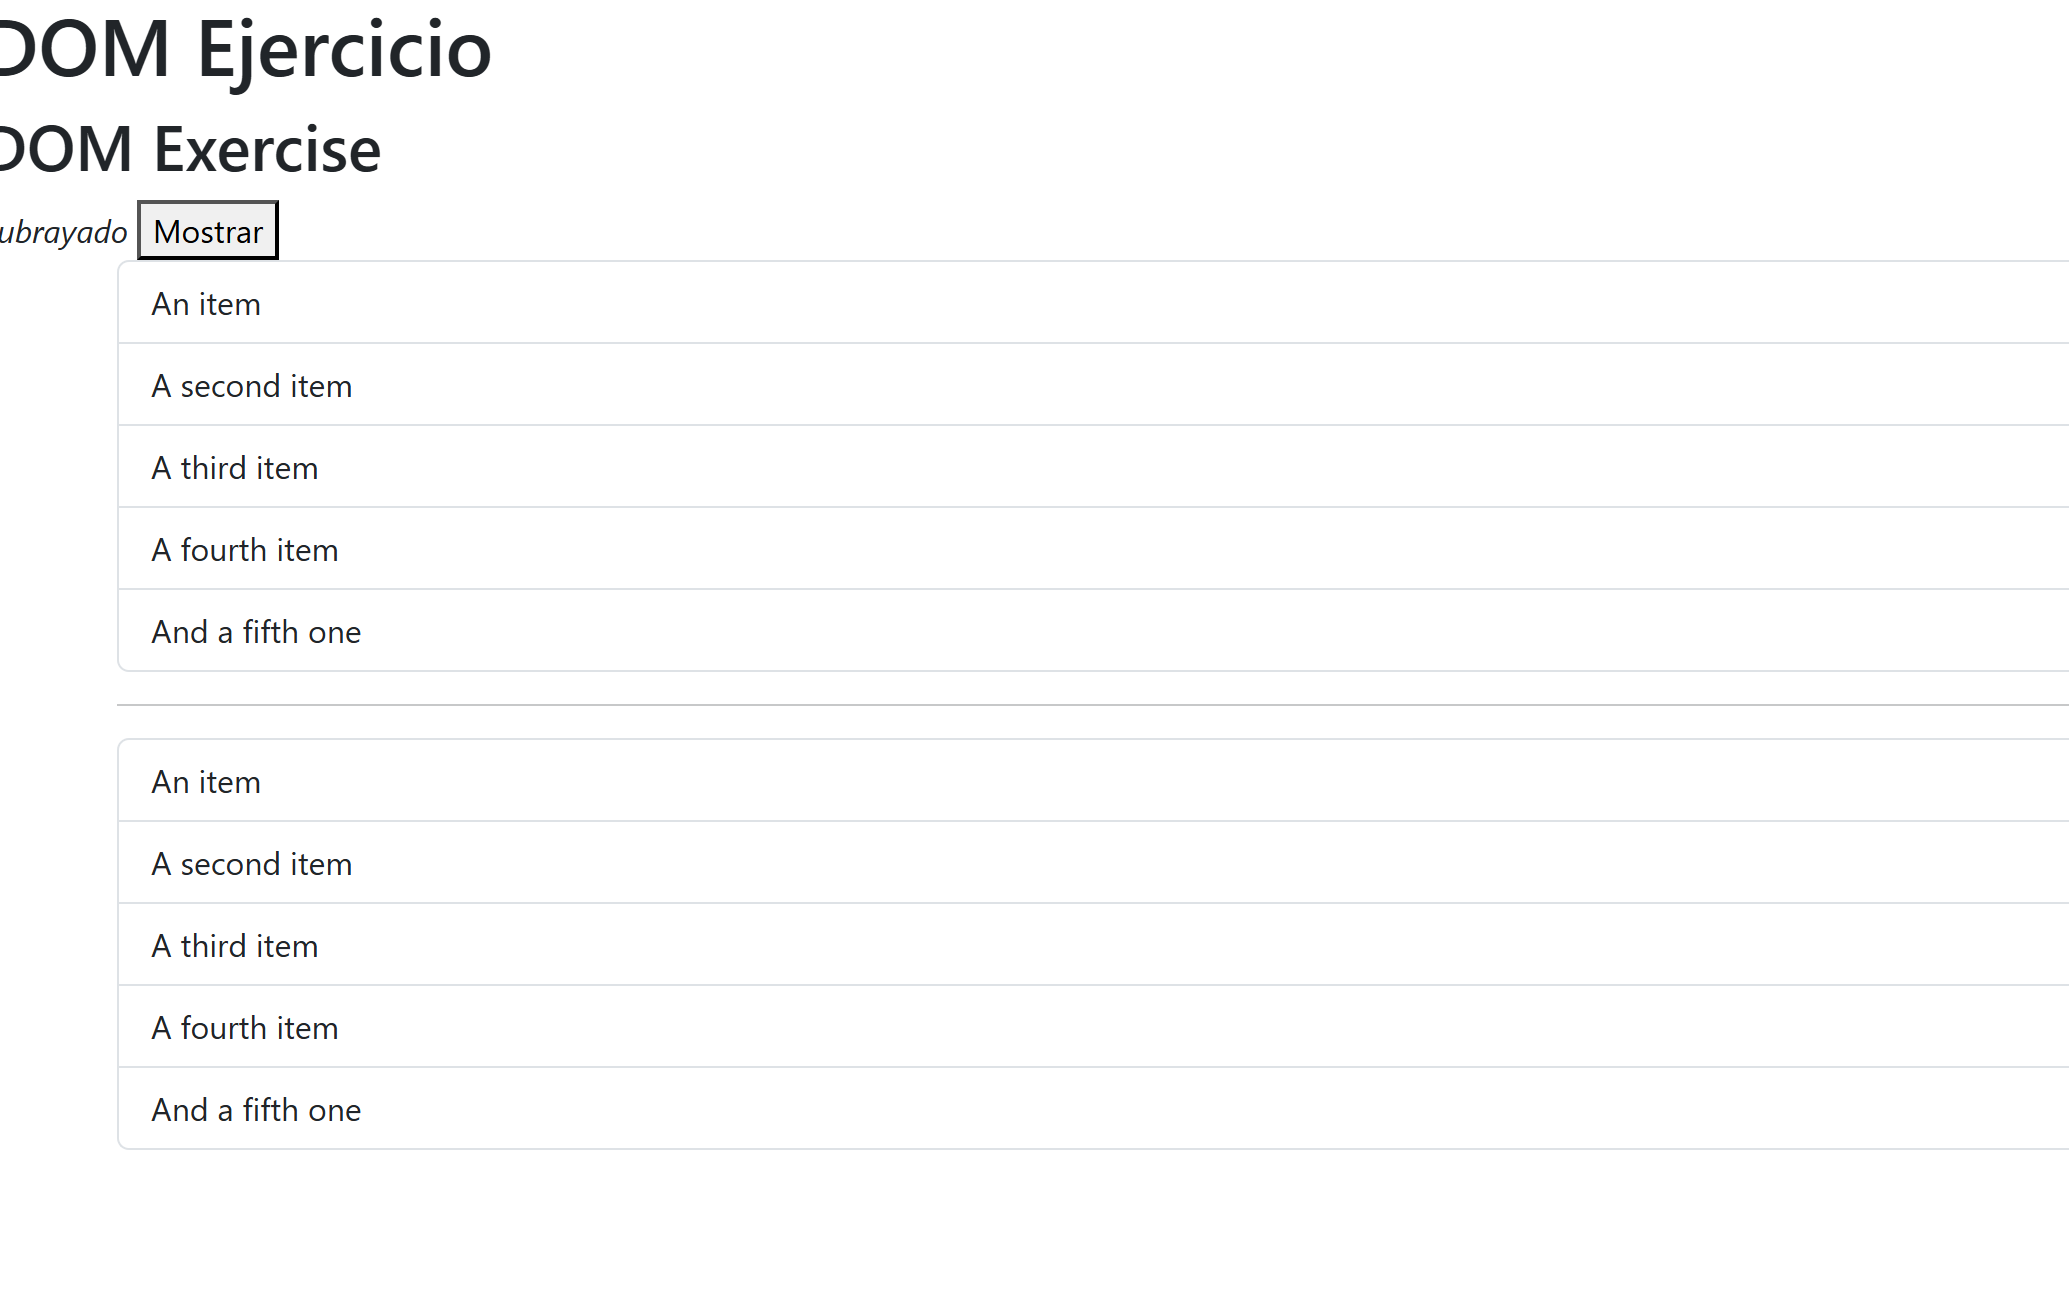 DOM Ejercicio
DOM Exercise
ubrayado Mostrar
An item
A second item
A third item
A fourth item
And a fifth one
An item
A second item
A third item
A fourth item
And a fifth one